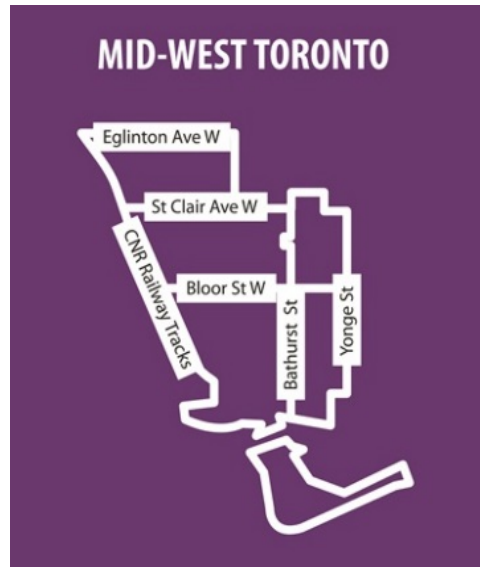 MID-WEST TORONTO
Eglinton Ave W
St Clair Ave W
CNR Railway Tracks
Bloor St W
Bathurst St
Yonge St